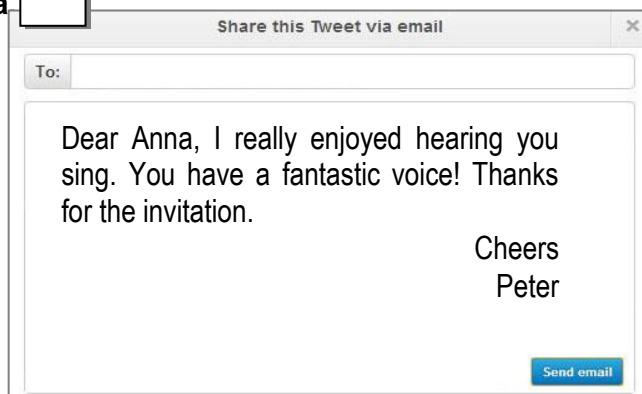 a
Share this Tweet via email ×
To:
Dear Anna, I really enjoyed hearing you
sing. You have a fantastic voice! Thanks
for the invitation.
Cheers
Peter
Send email